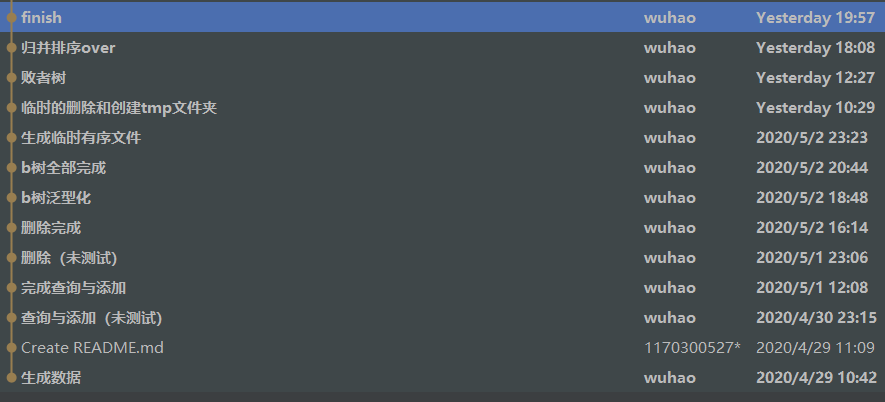 finish wuhao Yesterday 19:57
归并排序over wuhao Yesterday 18:08
败者树 wuhao Yesterday 12:27
临时的删除和创建tmp文件夹 wuhao Yesterday 10:29
生成临时有序文件 wuhao 2020/5/2 23:23
b树全部完成 wuhao 2020/5/2 20:44
b树泛型化 wuhao 2020/5/2 18:48
删除完成 wuhao 2020/5/2 16:14
删除（未测试） wuhao 2020/5/1 23:06
完成查询与添加 wuhao 2020/5/1 12:08
查询与添加（未测试） wuhao 2020/4/30 23:15
Create README.md 1170300527* 2020/4/29 11:09
生成数据 wuhao 2020/4/29 10:42